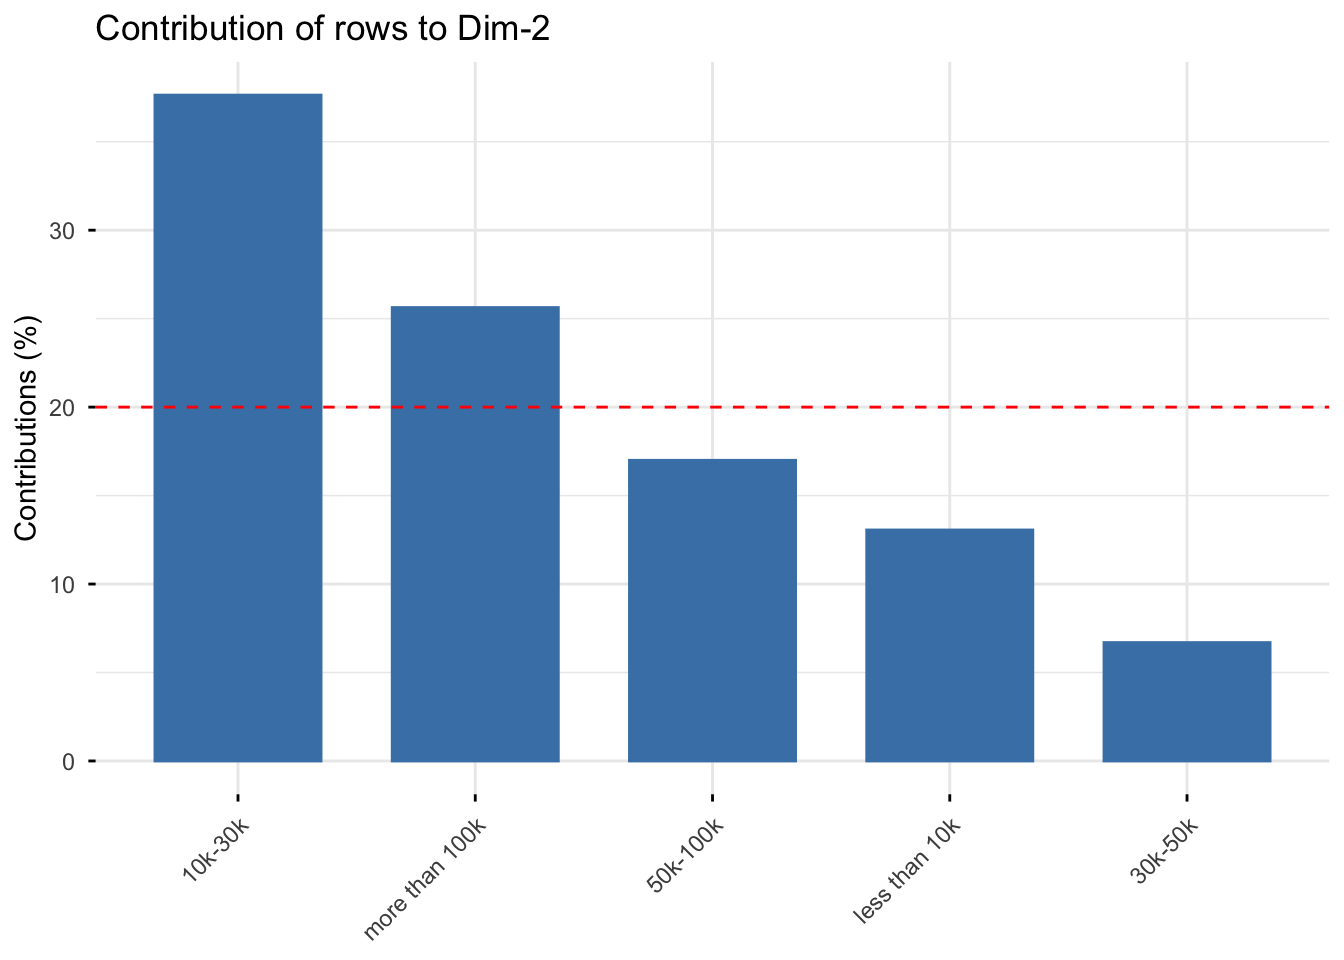 Contribution of rows to Dim-2
Contributions (%)
30
20
10
0
10k-30k
more than 100k
50k-100k
less than 10k
30k-50k